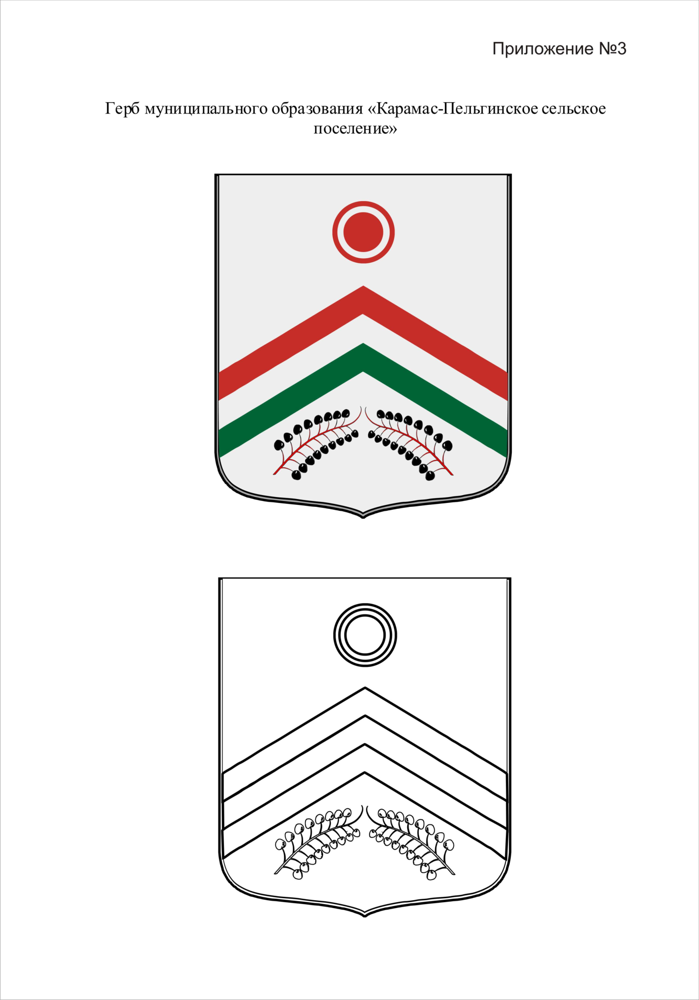 Приложение №3
Герб муниципального образования «Карамас-Пельгинское сельское
поселение»